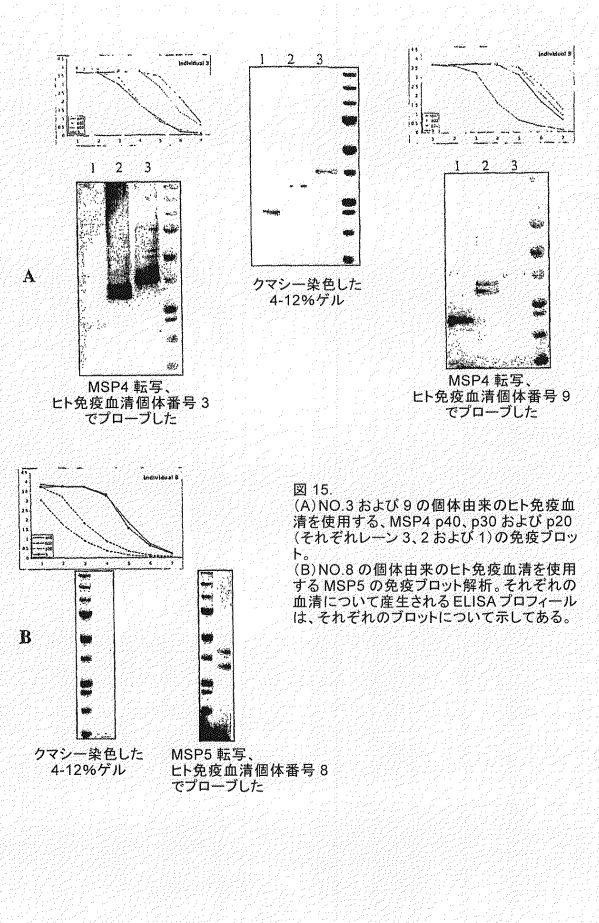 Individual 3
1 2 3
Individual 9
1 2 3
1 2 3
A
クマシー染色した
4-12%ゲル
MSP4 転写、
ヒト免疫血清個体番号 3
でプローブした
MSP4 転写、
ヒト免疫血清個体番号 9
でプローブした
Individual 8
図 15.
(A)NO.3 および 9 の個体由来のヒト免疫血
清を使用する、MSP4 p40、p30 および p20
(それぞれレーン 3、2 および 1)の免疫ブロッ
ト。
(B)NO.8 の個体由来のヒト免疫血清を使用
する MSP5 の免疫ブロット解析。それぞれの
血清について産生される ELISA プロフィール
は、それぞれのブロットについて示してある。
B
クマシー染色した
4-12%ゲル
MSP5 転写、
ヒト免疫血清個体番号 8
でプローブした